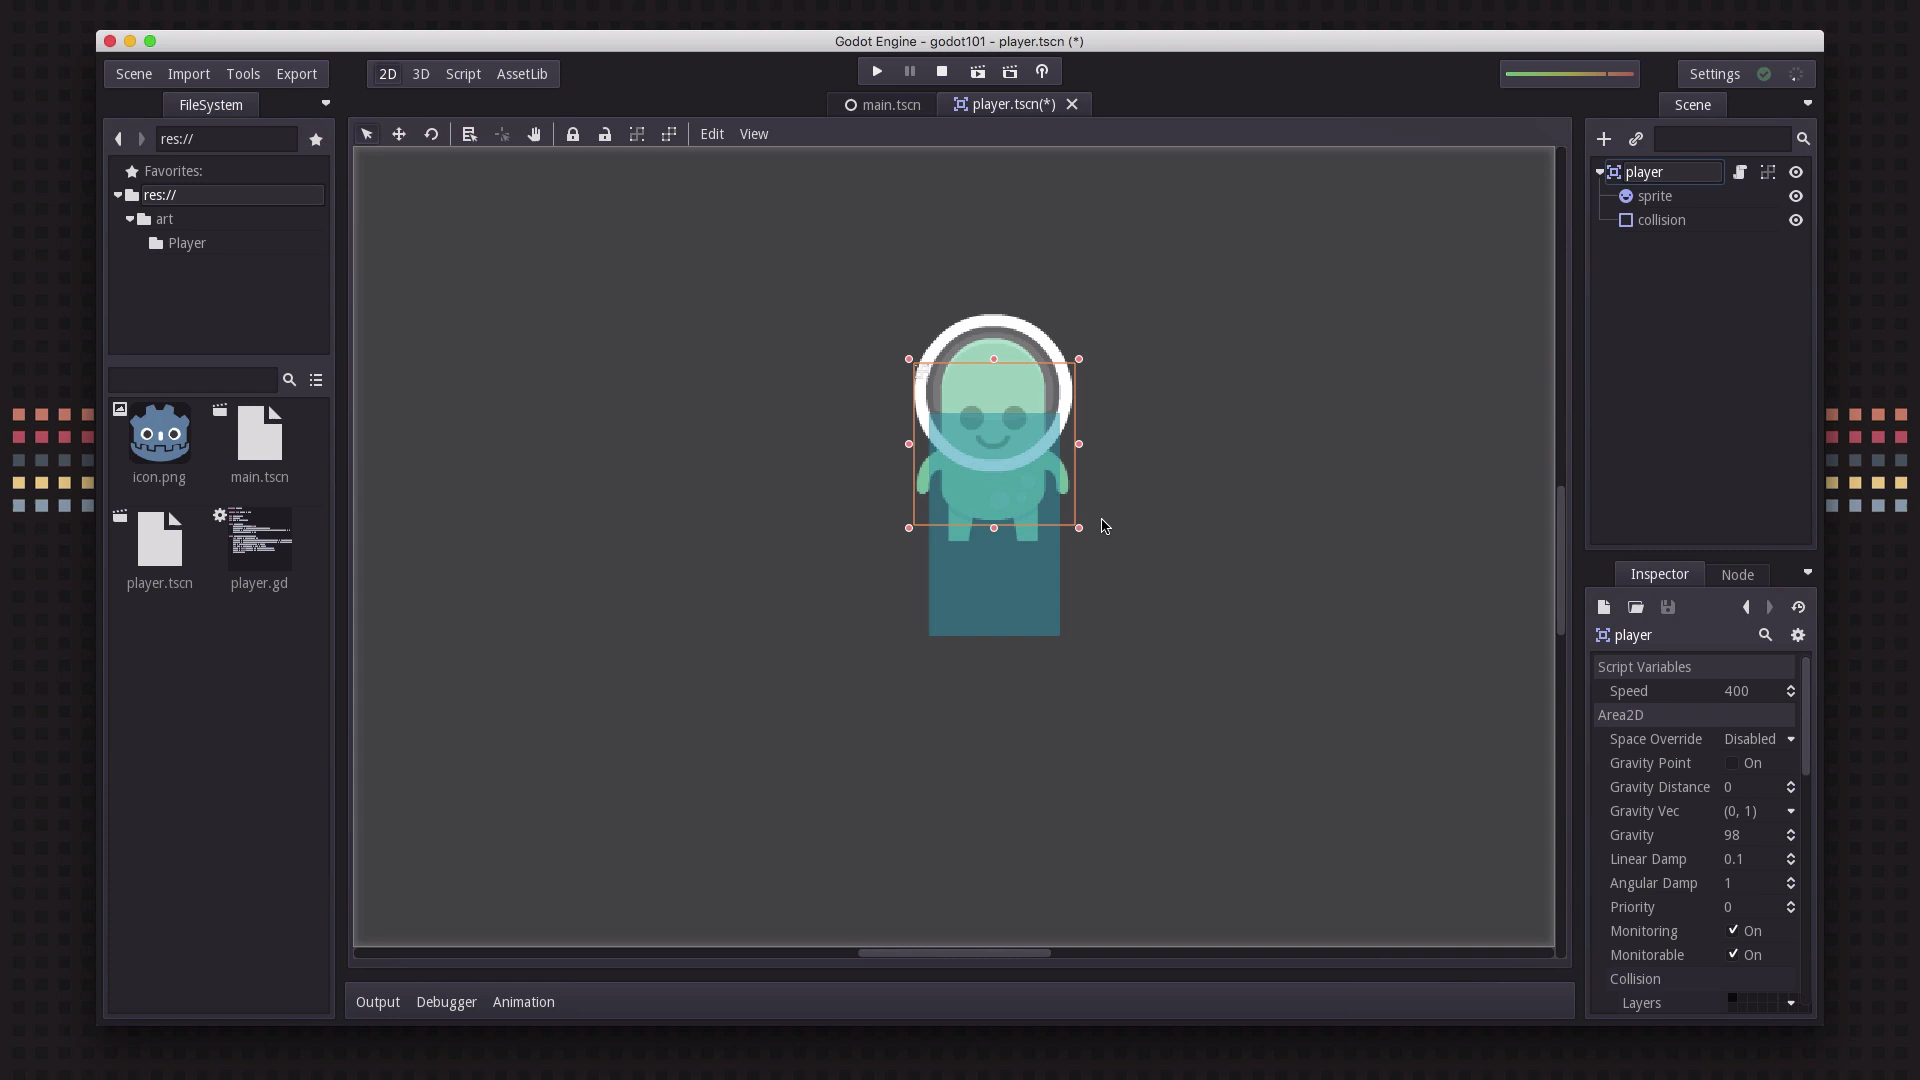 Godot Engine - godot101 - player.tscn (*)
Scene Import Tools Export
2D 3D Script AssetLib
Settings
FileSystem
main.tscn
player.tscn(*)
Scene
res://
Edit View
Favorites:
res://
art
Player
icon.png
main.tscn
player.tscn
player.gd
player
sprite
collision
Inspector Node
player
Script Variables
Speed 400
Area2D
Space Override Disabled
Gravity Point On
Gravity Distance 0
Gravity Vec (0, 1)
Gravity 98
Linear Damp 0.1
Angular Damp 1
Priority 0
Monitoring On
Monitorable On
Collision
Layers
Output Debugger Animation